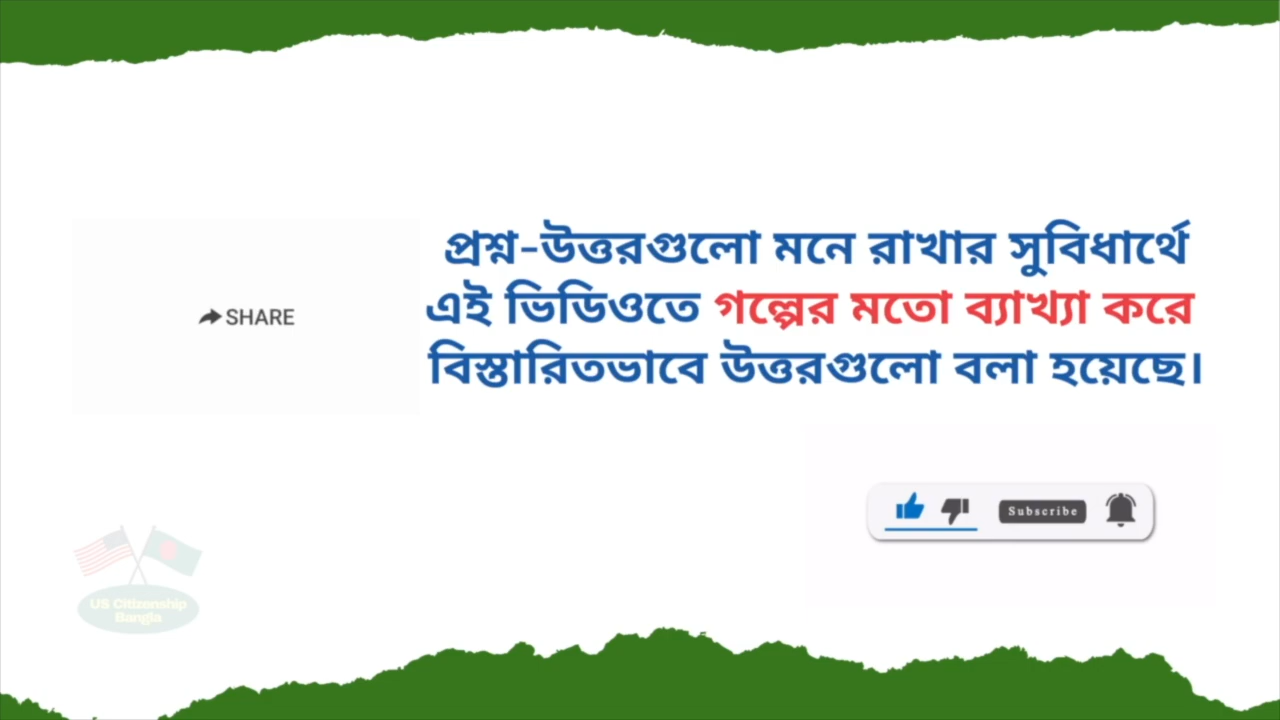 প্রশ্ন-উত্তরগুলো মনে রাখার সুবিধার্থে
এই ভিডিওতে গল্পের মতো ব্যাখ্যা করে
বিস্তারিতভাবে উত্তরগুলো বলা হয়েছে।
SHARE
Subscribe
US Citizenship
Bangla